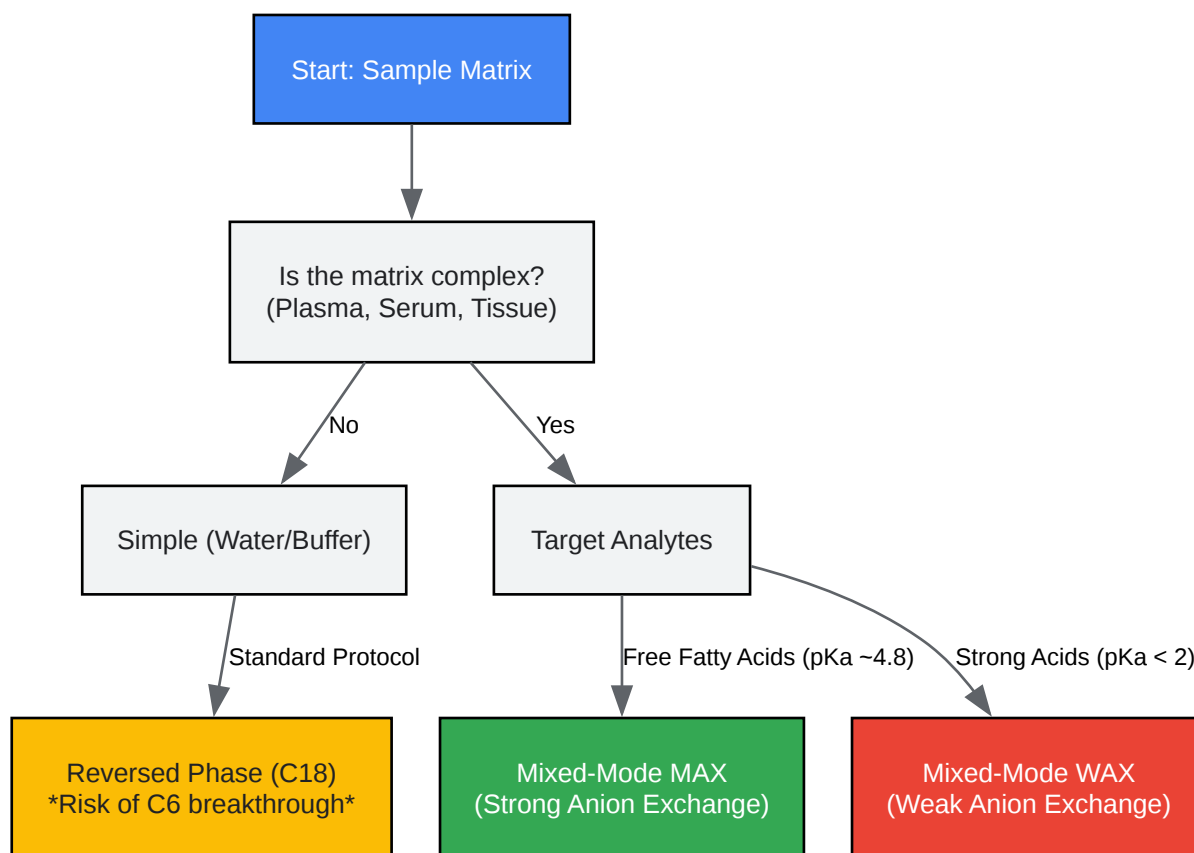 Start: Sample Matrix
Is the matrix complex?
(Plasma, Serum, Tissue)
No
Yes
Simple (Water/Buffer)
Target Analytes
Standard Protocol
Free Fatty Acids (pKa ~4.8)
Strong Acids (pKa < 2)
Reversed Phase (C18)
*Risk of C6 breakthrough*
Mixed-Mode MAX
(Strong Anion Exchange)
Mixed-Mode WAX
(Weak Anion Exchange)